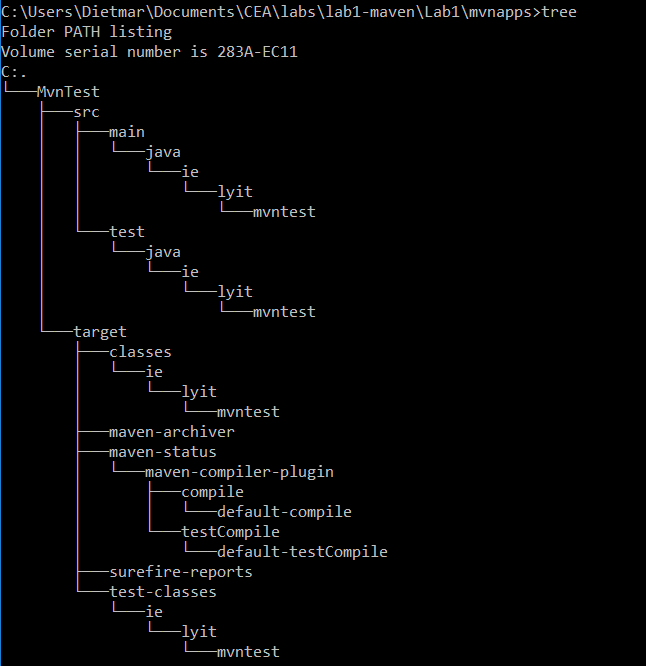 C:\Users\Dietmar\Documents\CEA\labs\lab1-maven\Lab1\mvnapps>tree
Folder PATH listing
Volume serial number is 283A-EC11
C:.
└───MvnTest
    ├───src
    │   ├───main
    │   │   └───java
    │   │       └───ie
    │   │           └───lyit
    │   │               └───mvntest
    │   └───test
    │       └───java
    │           └───ie
    │               └───lyit
    │                   └───mvntest
    └───target
        ├───classes
        │   └───ie
        │       └───lyit
        │           └───mvntest
        ├───maven-archiver
        ├───maven-status
        │   └───maven-compiler-plugin
        │       ├───compile
        │       │   └───default-compile
        │       └───testCompile
        │           └───default-testCompile
        ├───surefire-reports
        └───test-classes
            └───ie
                └───lyit
                    └───mvntest